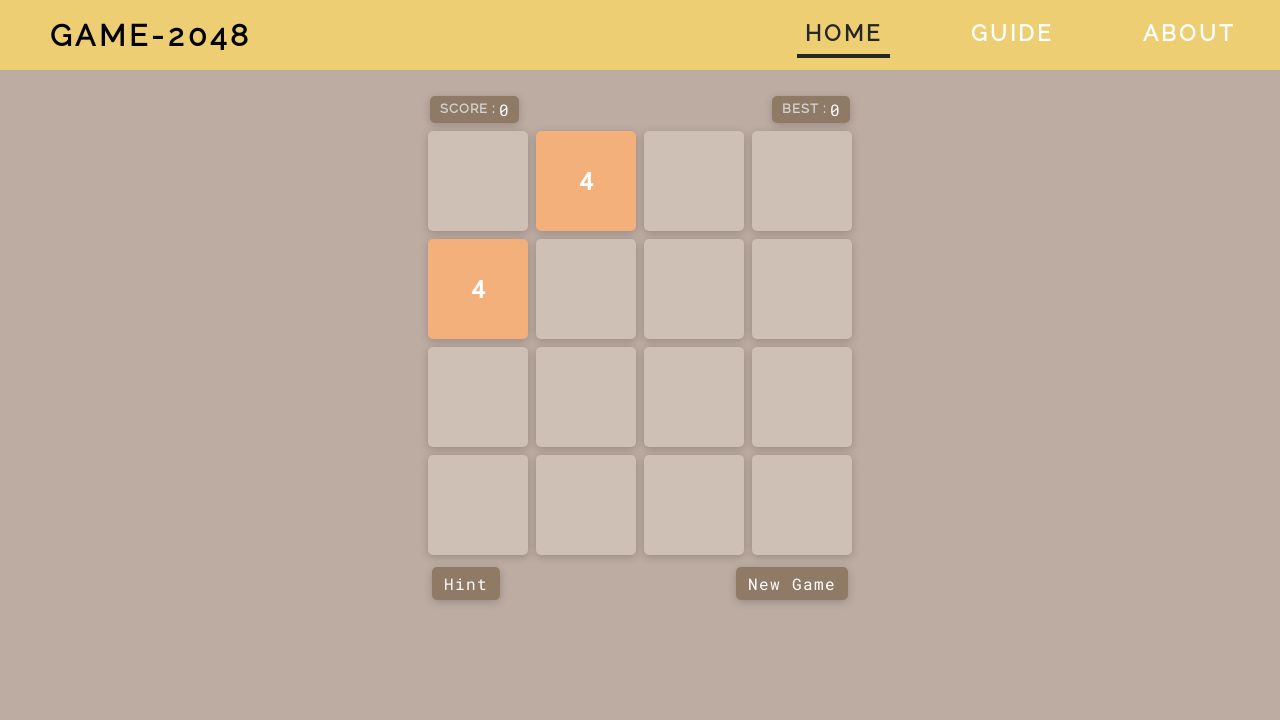 GAME-2048
HOME GUIDE ABOUT
SCORE : 0 BEST : 0
4
4
Hint New Game